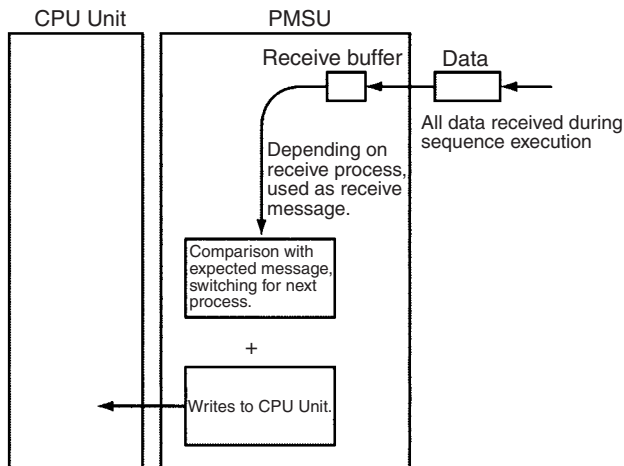 CPU Unit
PMSU
Receive buffer
Data
All data received during
sequence execution
Depending on
receive process,
used as receive
message.
Comparison with
expected message,
switching for next
process.
+
Writes to CPU Unit.